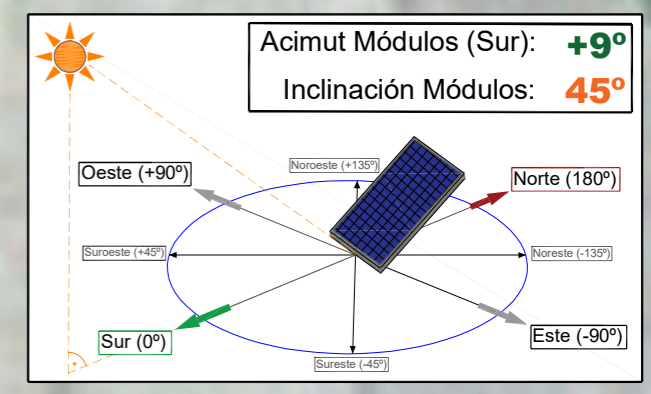 Acimut Módulos (Sur): +9º
Inclinación Módulos: 45º
Noroeste (+135º)
Oeste (+90º)
Norte (180º)
Suroeste (+45º)
Noreste (-135º)
Sur (0º)
Este (-90º)
Sureste (-45º)